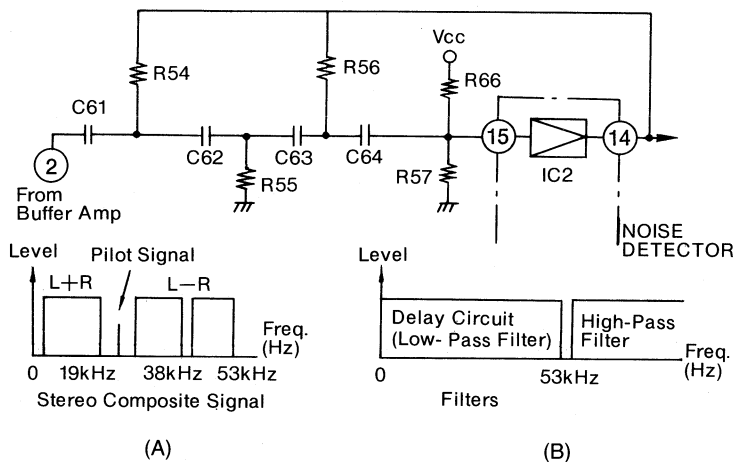 R54
R56
Vcc
R66
C61
15
14
2
C62
C63
C64
R55
R57
IC2
From
Buffer Amp
NOISE
DETECTOR
Level
Pilot Signal
L+R
L−R
Freq.
(Hz)
0
19kHz
38kHz
53kHz
Stereo Composite Signal
(A)
Level
Delay Circuit
(Low- Pass Filter)
High-Pass
Filter
Freq.
(Hz)
0
53kHz
Filters
(B)